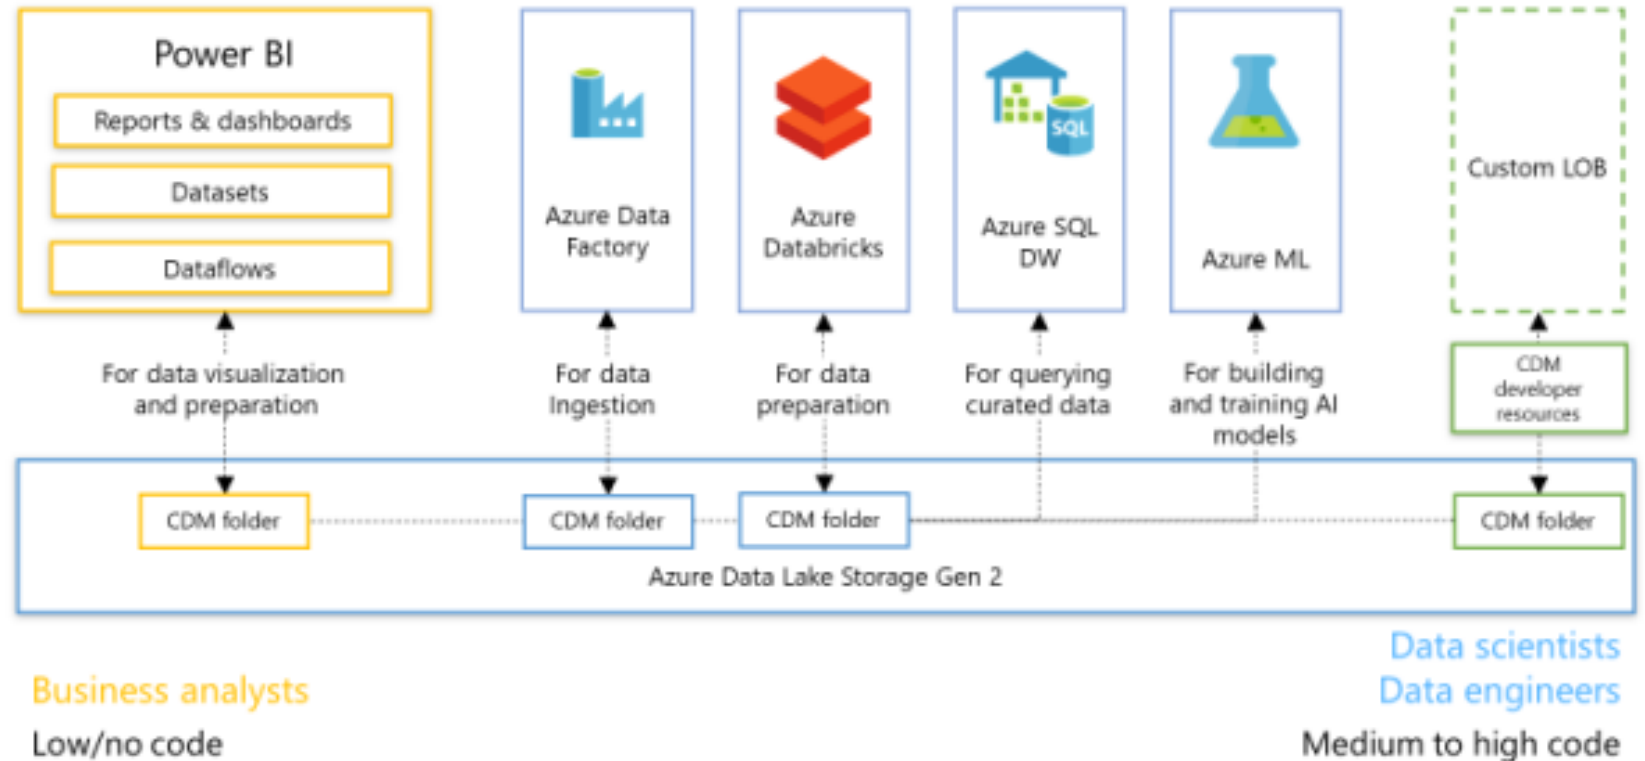 Power BI
Reports & dashboards
Datasets
Dataflows
Azure Data
Factory
Azure
Databricks
SQL
Azure SQL
DW
Azure ML
Custom LOB
For data visualization
and preparation
For data
Ingestion
For data
preparation
For querying
curated data
For building
and training AI
models
CDM
developer
resources
CDM folder
CDM folder
CDM folder
CDM folder
Azure Data Lake Storage Gen 2
Business analysts
Low/no code
Data scientists
Data engineers
Medium to high code